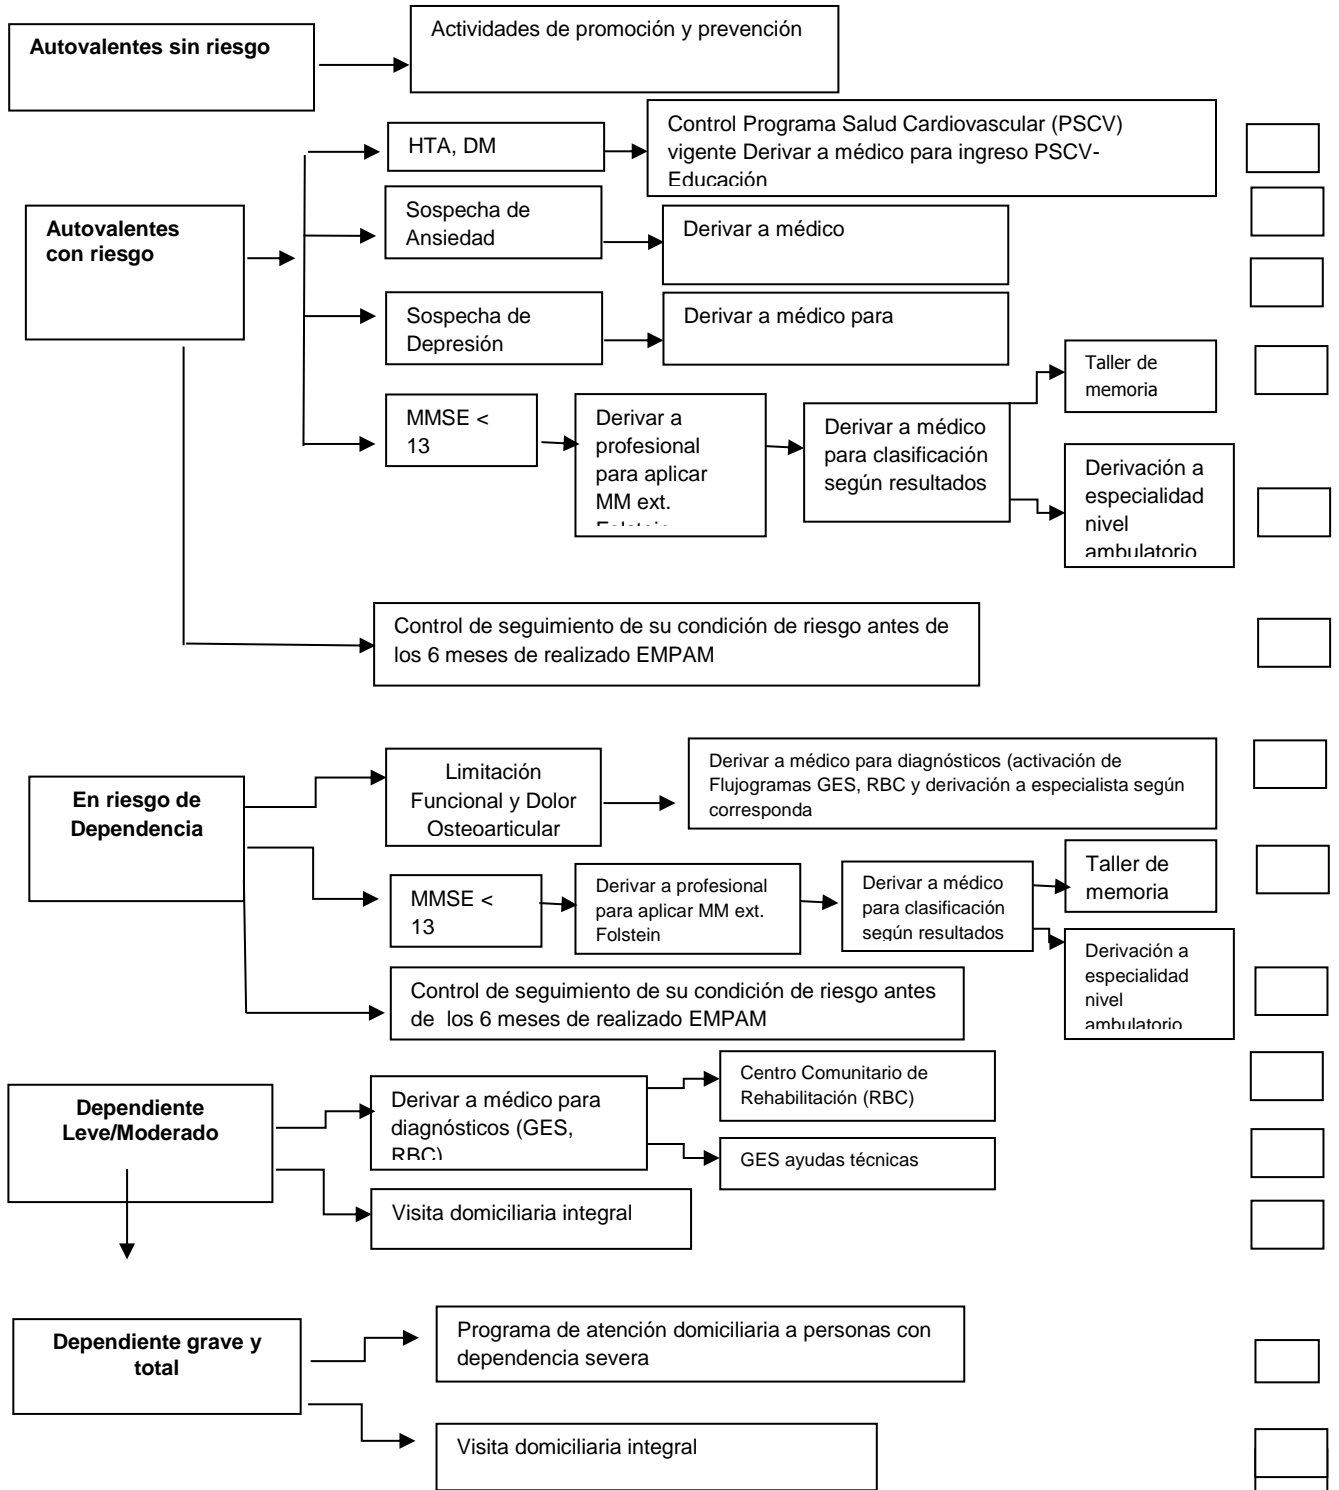 Autovalentes sin riesgo
Actividades de promoción y prevención
Autovalentes
con riesgo
HTA, DM
Control Programa Salud Cardiovascular (PSCV)
vigente Derivar a médico para ingreso PSCV-
Educación
Sospecha de
Ansiedad
Derivar a médico
Sospecha de
Depresión
Derivar a médico para
MMSE <
13
Derivar a
profesional
para aplicar
MM ext.
Folstein
Derivar a médico
para clasificación
según resultados
Taller de
memoria
Derivación a
especialidad
nivel
ambulatorio
Control de seguimiento de su condición de riesgo antes de
los 6 meses de realizado EMPAM
En riesgo de
Dependencia
Limitación
Funcional y Dolor
Osteoarticular
Derivar a médico para diagnósticos (activación de
Flujogramas GES, RBC y derivación a especialista según
corresponda
MMSE <
13
Derivar a profesional
para aplicar MM ext.
Folstein
Derivar a médico
para clasificación
según resultados
Taller de
memoria
Derivación a
especialidad
nivel
ambulatorio
Control de seguimiento de su condición de riesgo antes
de los 6 meses de realizado EMPAM
Dependiente
Leve/Moderado
Derivar a médico para
diagnósticos (GES,
RBC)
Centro Comunitario de
Rehabilitación (RBC)
GES ayudas técnicas
Visita domiciliaria integral
Dependiente grave y
total
Programa de atención domiciliaria a personas con
dependencia severa
Visita domiciliaria integral